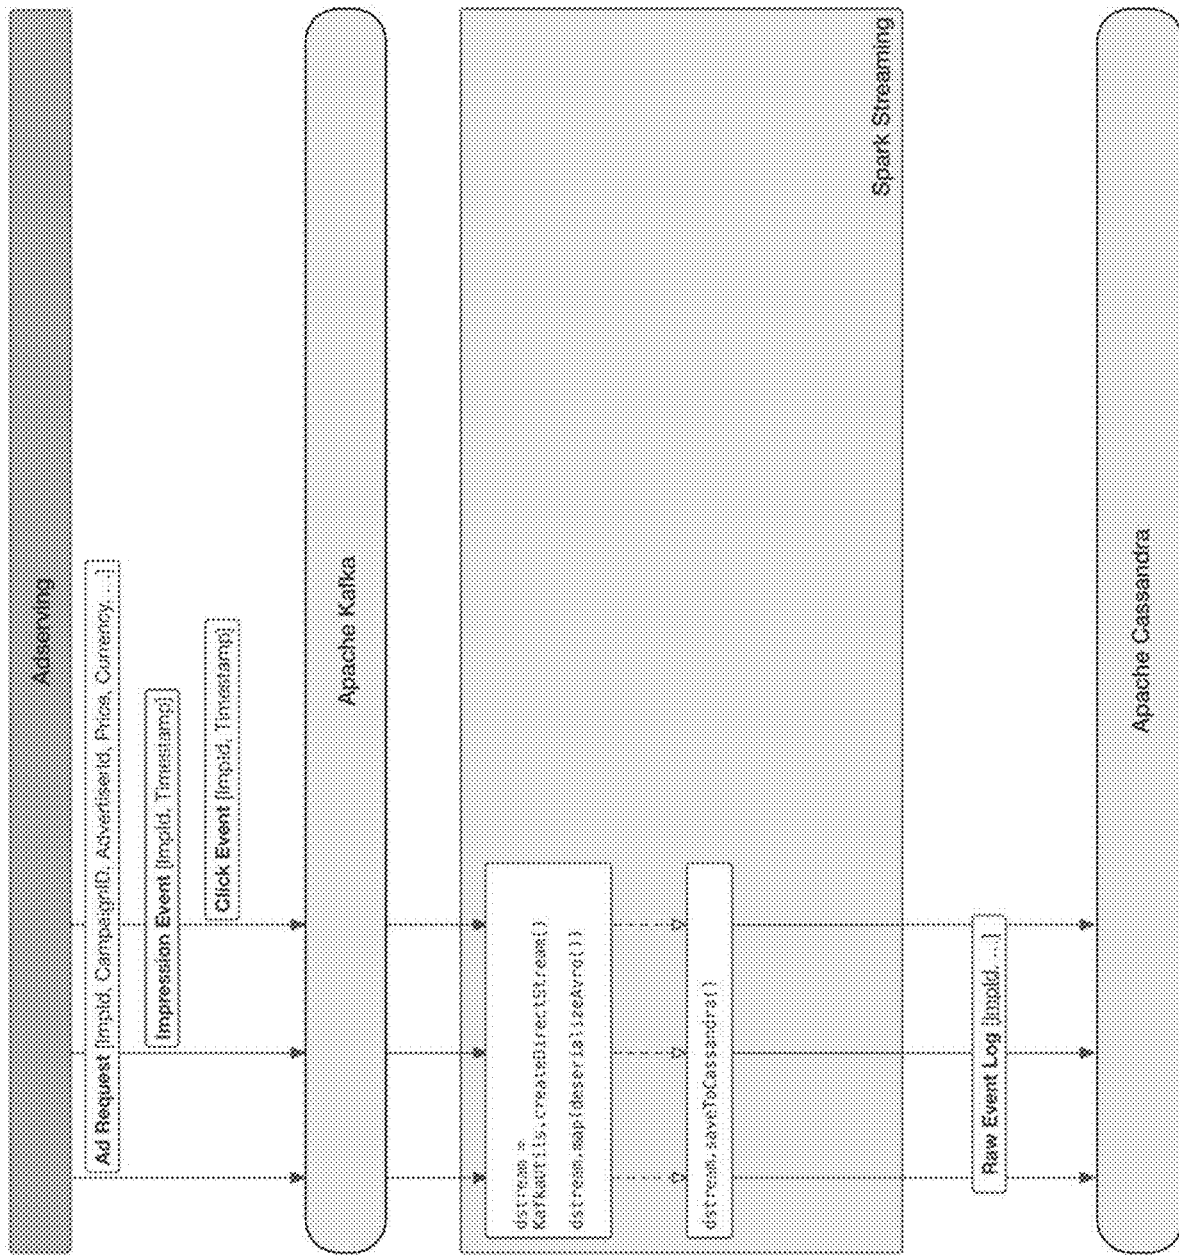 Adserving
Ad Request [ImpId, CampaignID, AdvertiserId, Price, Currency, ...]
Impression Event [ImpId, Timestamp]
Click Event [ImpId, Timestamp]
Apache Kafka
dstream =
KafkaUtils.createDirectStream()
dstream.map(deserializeAvro())
dstream.saveToCassandra()
Spark Streaming
Raw Event Log [ImpId, ...]
Apache Cassandra